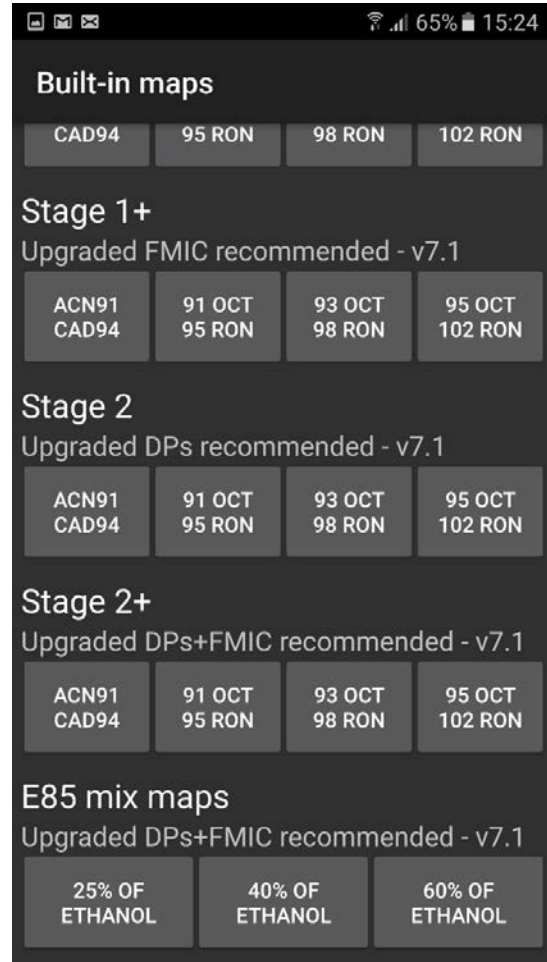 65% 15:24
Built-in maps
CAD94 95 RON 98 RON 102 RON
Stage 1+
Upgraded FMIC recommended - v7.1
ACN91 91 OCT 93 OCT 95 OCT
CAD94 95 RON 98 RON 102 RON
Stage 2
Upgraded DPs recommended - v7.1
ACN91 91 OCT 93 OCT 95 OCT
CAD94 95 RON 98 RON 102 RON
Stage 2+
Upgraded DPs+FMIC recommended - v7.1
ACN91 91 OCT 93 OCT 95 OCT
CAD94 95 RON 98 RON 102 RON
E85 mix maps
Upgraded DPs+FMIC recommended - v7.1
25% OF 40% OF 60% OF
ETHANOL ETHANOL ETHANOL